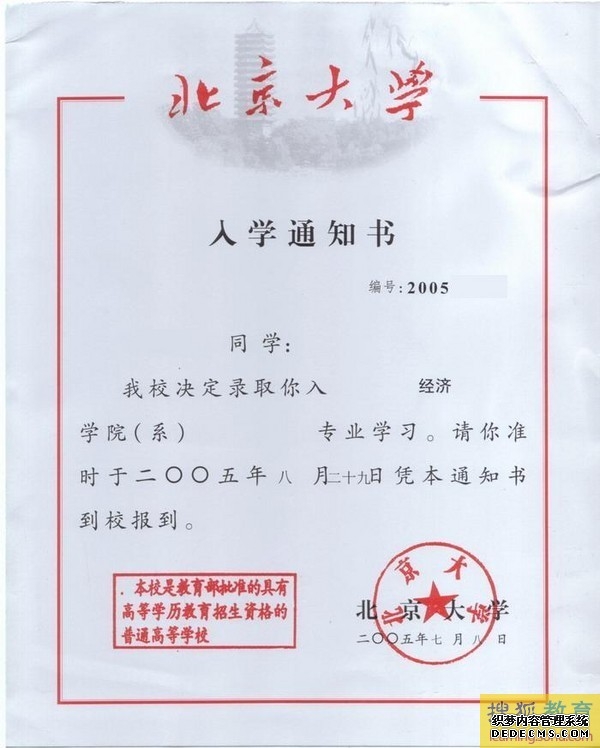 北京大学
入学通知书
编号:2005
同学:
我校决定录取你入 经济
学院(系) 专业学习。请你准
时于二〇〇五年八月二十九日凭本通知书
到校报到。
.本校是教育部批准的具有
高等学历教育招生资格的
普通高等学校
北京大学
北京大学
二〇〇五年七月八日
搜狐教育
织梦内容管理系统
DEDECMS.COM